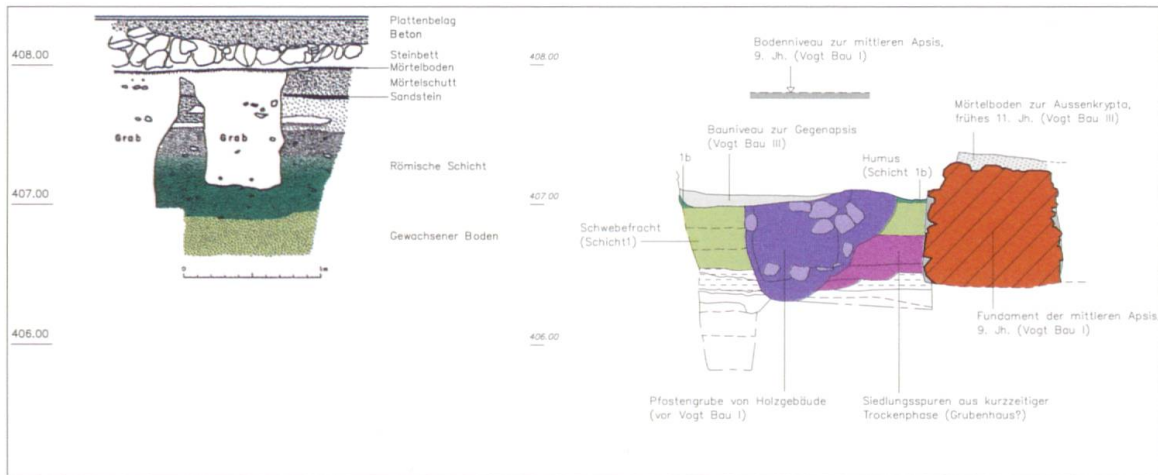 Plattenbelag
Beton
408.00
Steinbett
Mörtelboden
Mörtelschutt
Sandstein
Grab
Grab
Römische Schicht
407.00
Gewachsener Boden
0
1m
406.00
Bodenniveau zur mittleren Apsis,
9. Jh. (Vogt Bau I)
408.00
Mörtelboden zur Aussenkrypta,
frühes 11. Jh. (Vogt Bau III)
Bauniveau zur Gegenapsis
(Vogt Bau III)
1b
Humus
(Schicht 1b)
407.00
Schwebefracht
(Schicht1)
Fundament der mittleren Apsis
9. Jh. (Vogt Bau I)
406.00
Pfostengrube von Holzgebäude
(vor Vogt Bau I)
Siedlungsspuren aus kurzzeitiger
Trockenphase (Grubenhaus?)